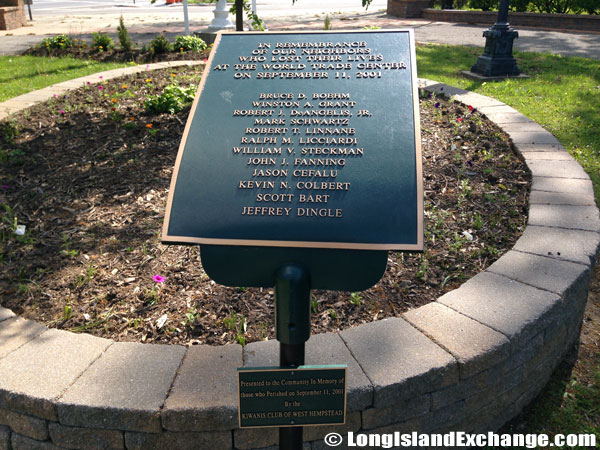 IN REMEMBRANCE
OF OUR NEIGHBORS
WHO LOST THEIR LIVES
AT THE WORLD TRADE CENTER
ON SEPTEMBER 11, 2001
BRUCE D. BOEHM
WINSTON A. GRANT
ROBERT J. DEANGELIS, JR.
MARK SCHWARTZ
ROBERT T. LINNANE
RALPH M. LICCIARDI
WILLIAM V. STECKMAN
JOHN J. FANNING
JASON CEFALU
KEVIN N. COLBERT
SCOTT BART
JEFFREY DINGLE
Presented to the Community In Memory of
those who Perished on September 11, 2001
By the
KIWANIS CLUB OF WEST HEMPSTEAD
© LongIslandExchange.com